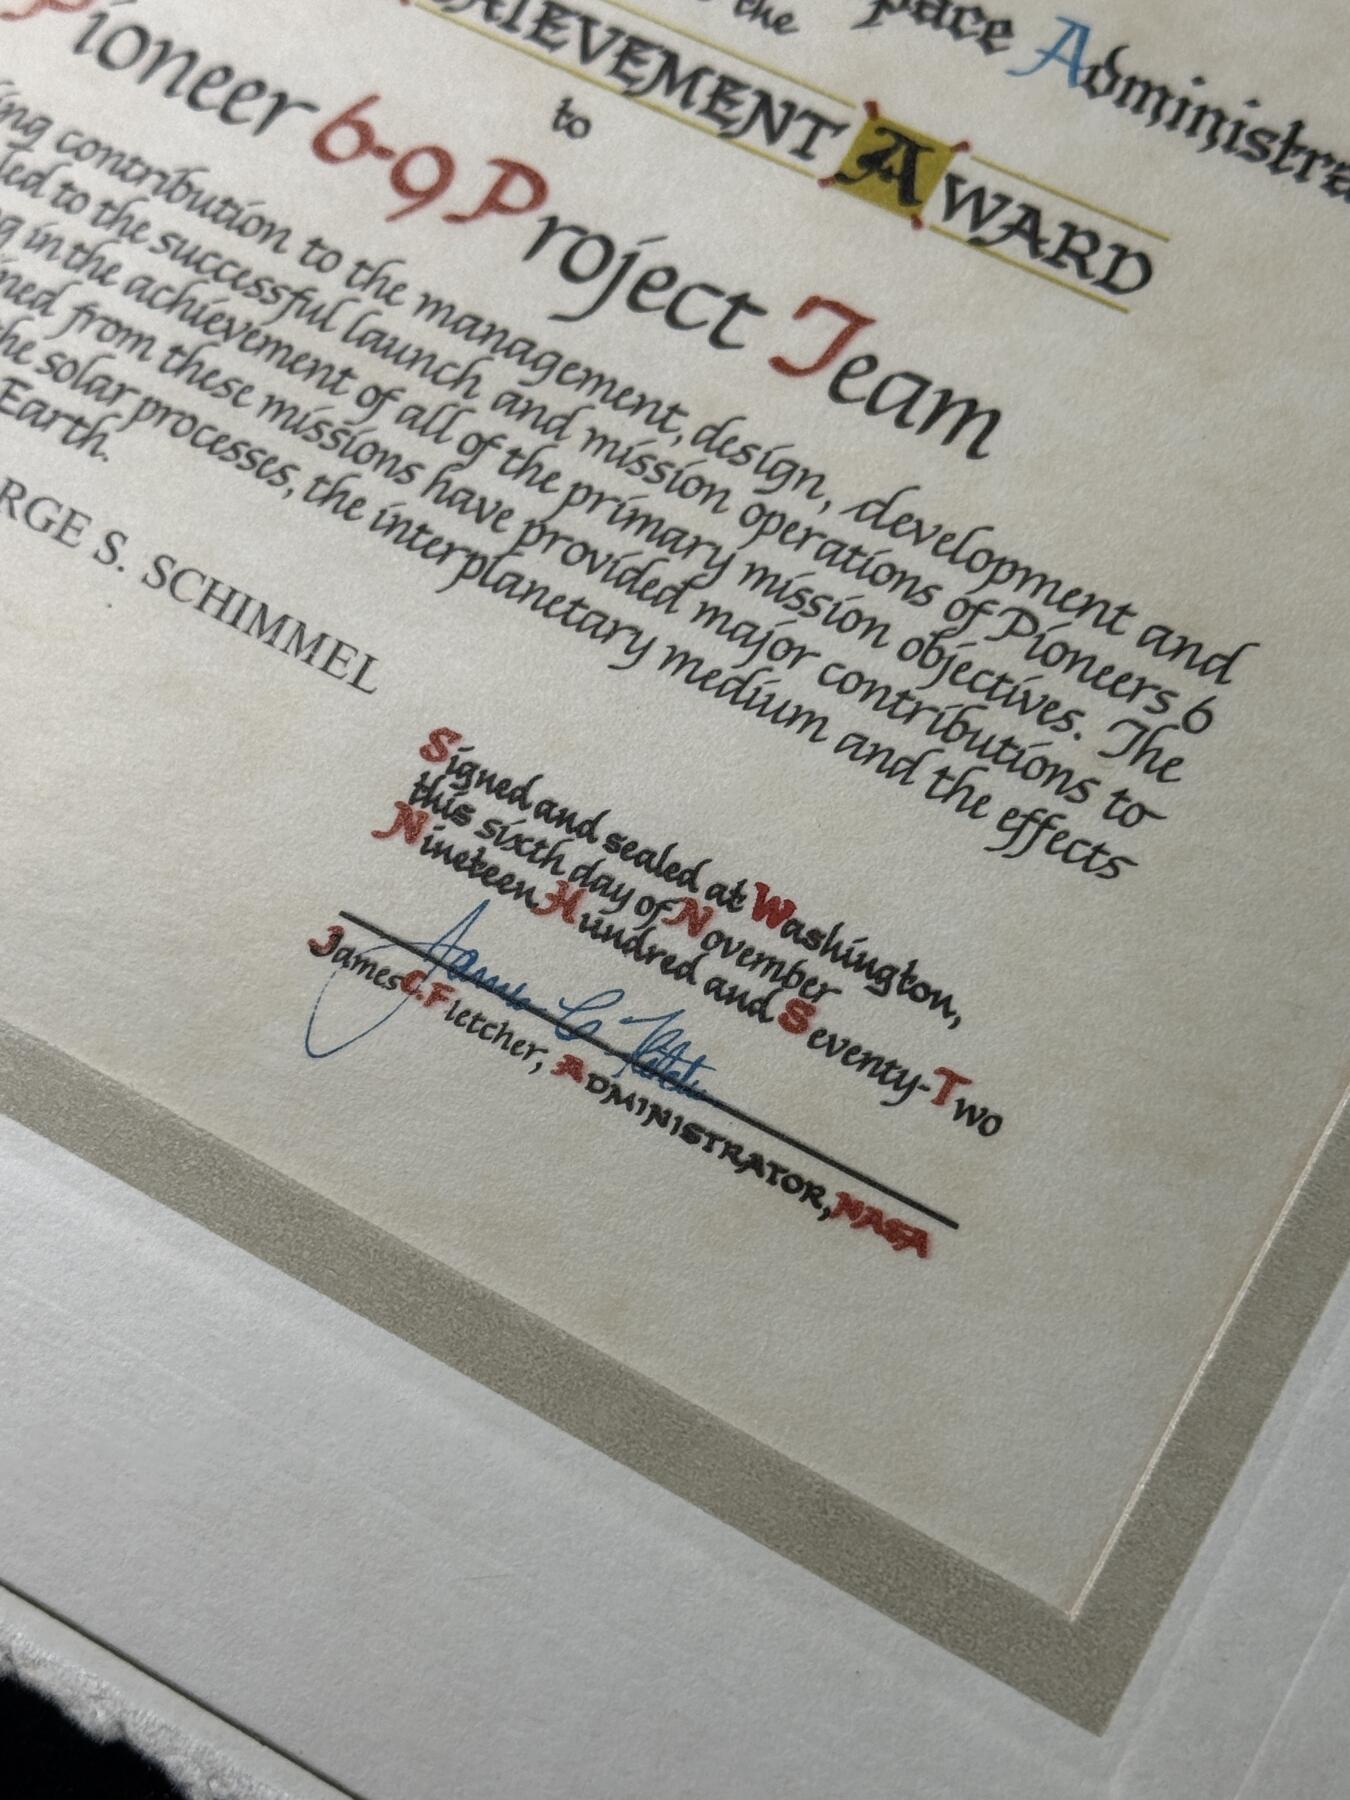 pace Administra
the
HIEVEMENT AWARD
to
Pioneer 6-9 Project Team
ing contribution to the management, design, development and
led to the successful launch and mission operations of Pioneers 6
g in the achievement of all of the primary mission objectives. The
ned from these missions have provided major contributions to
he solar processes, the interplanetary medium and the effects
Earth.
RGE S. SCHIMMEL
Signed and sealed at Washington,
this sixth day of November
Nineteen Hundred and Seventy-Two
James C. Fletcher
James C. Fletcher, ADMINISTRATOR, NASA